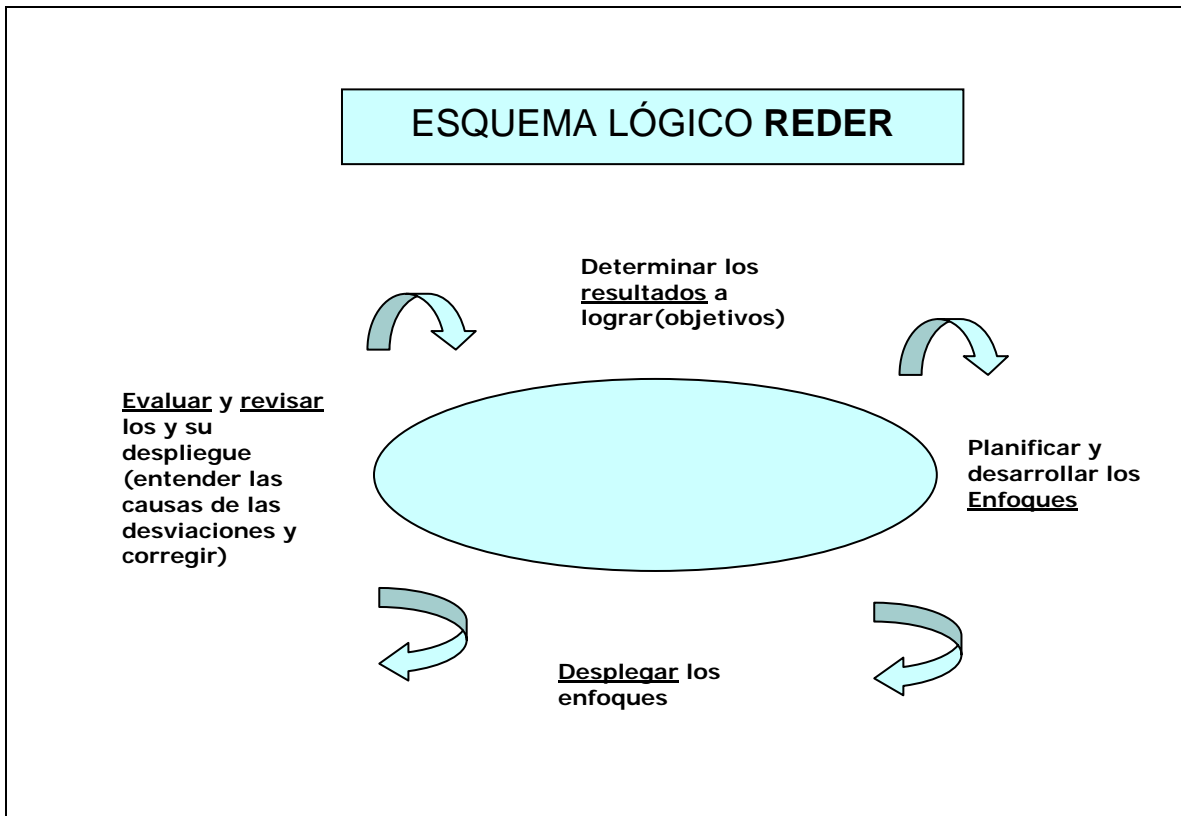 ESQUEMA LÓGICO REDER
Determinar los
resultados a
lograr(objetivos)
Evaluar y revisar
los y su
despliegue
(entender las
causas de las
desviaciones y
corregir)
Planificar y
desarrollar los
Enfoques
Desplegar los
enfoques